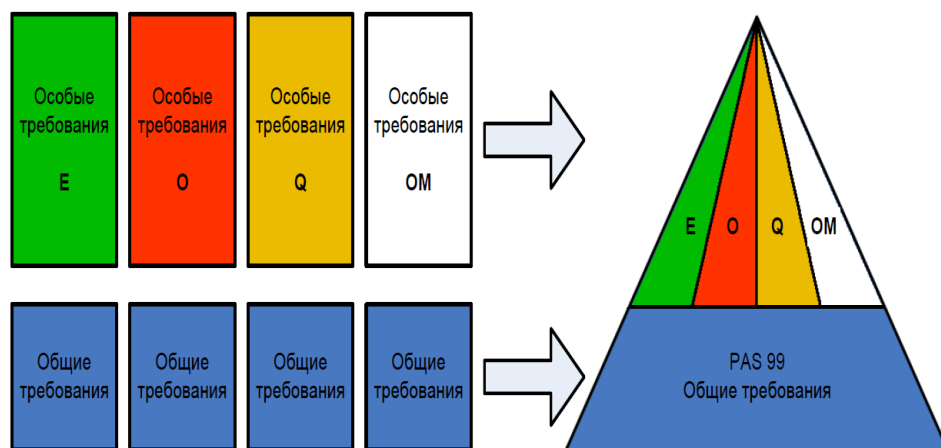 Особые
требования
E
Особые
требования
O
Особые
требования
Q
Особые
требования
OM
E
O
Q
OM
Общие
требования
Общие
требования
Общие
требования
Общие
требования
PAS 99
Общие требования